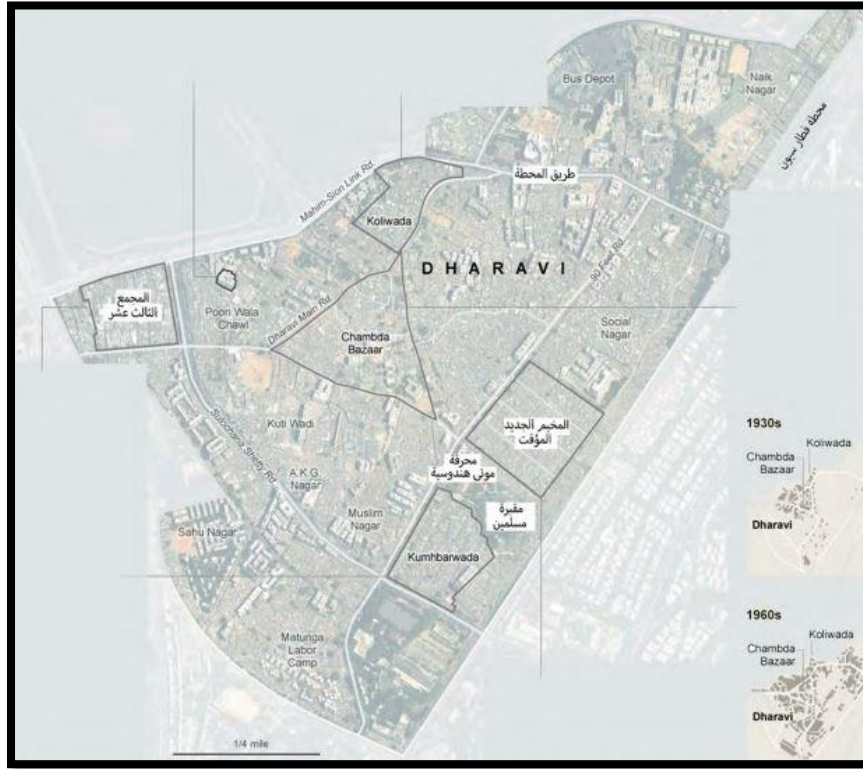 Bus Depot
Naik
Nagar
محطة قطار سيون
طريق المحطة
Mahim-Sion Link Rd.
Koliwada
DHARAVI
90 Feet Rd.
المجمع
الثالث عشر
Poon Wala
Chawl
Dharavi Main Rd.
Chambda
Bazaar
Social
Nagar
المخيم الجديد
المؤقت
Kuti Wadi
Sulochana Shetty Rd.
محرقة
موتى هندوسية
A.K.G.
Nagar
مقبرة
مسلمين
Muslim
Nagar
Sahu Nagar
Kumhbarwada
Matunga
Labor
Camp
1/4 mile
1930s
Koliwada
Chambda
Bazaar
Dharavi
1960s
Koliwada
Chambda
Bazaar
Dharavi